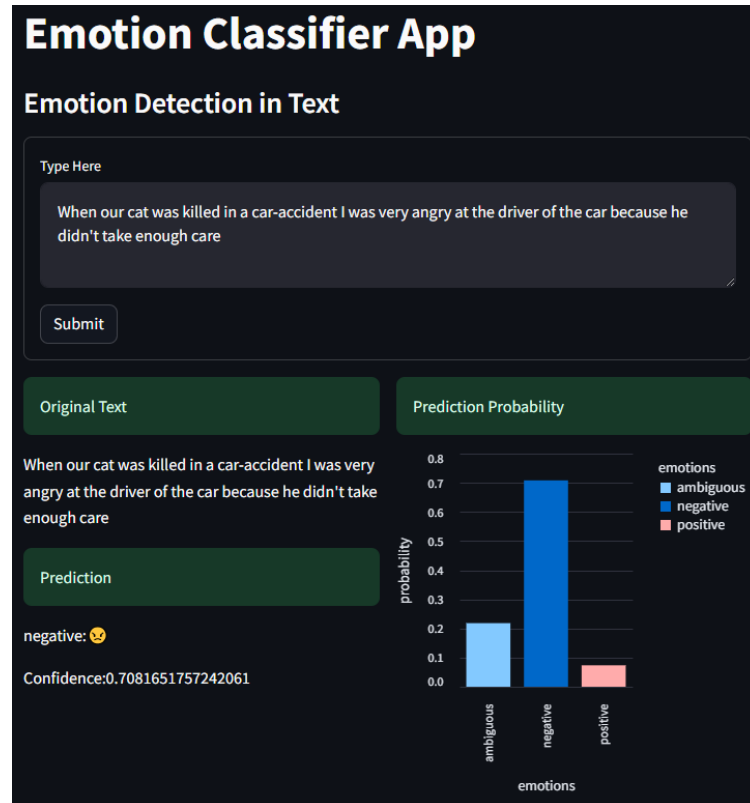 Emotion Classifier App
Emotion Detection in Text
Type Here
When our cat was killed in a car-accident I was very angry at the driver of the car because he
didn't take enough care
Submit
Original Text
When our cat was killed in a car-accident I was very
angry at the driver of the car because he didn't take
enough care
Prediction
negative: 😠
Confidence:0.7081651757242061
Prediction Probability
0.8
0.7
0.6
0.5
0.4
0.3
0.2
0.1
0.0
probability
ambiguous
negative
positive
emotions
emotions
ambiguous
negative
positive